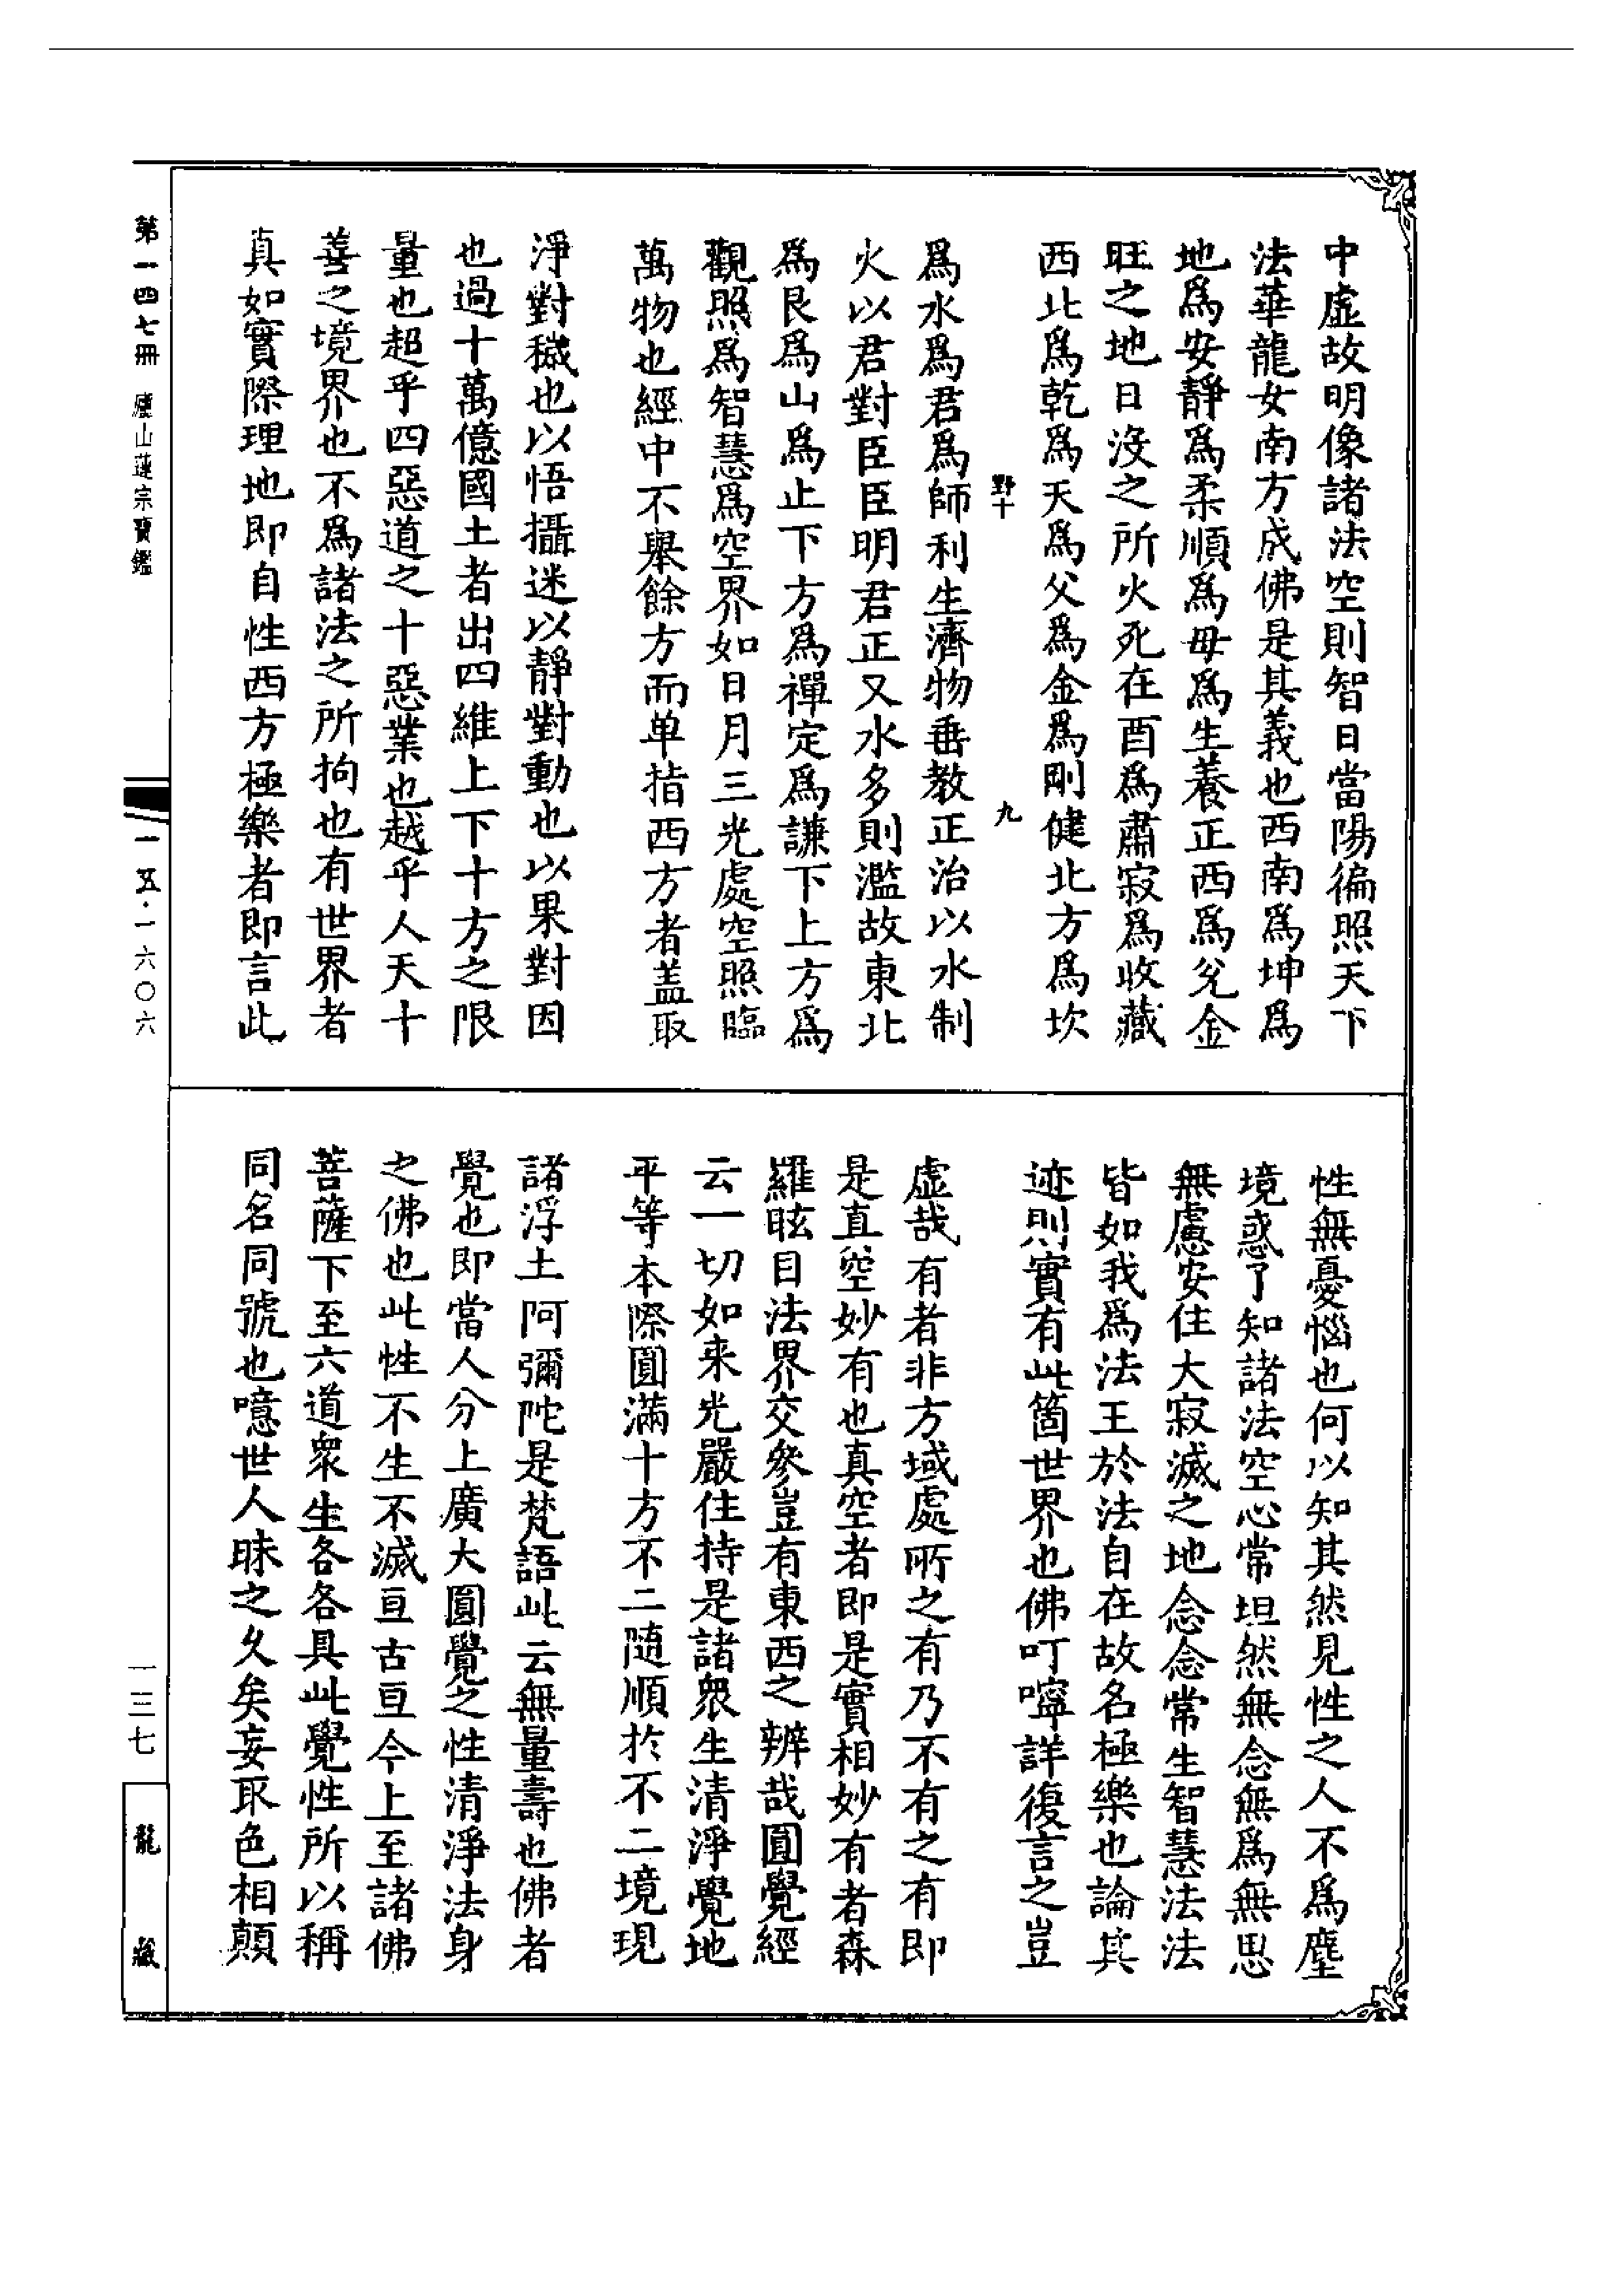 中虛故明像諸法空則智日當陽徧照天下
法華龍女南方成佛是其義也西南爲坤爲
地爲安靜爲柔順爲母爲生養正西爲兌金
旺之地日沒之所火死在酉爲肅寂爲收藏
西北爲乾爲天爲父爲金爲剛健北方爲坎
野十
九
爲水爲君爲師利生濟物垂教正治以水制
火以君對臣臣明君正又水多則濫故東北
爲艮爲山爲止下方爲禪定爲謙下上方爲
觀照爲智慧爲空界如日月三光處空照臨
萬物也經中不舉餘方而单指西方者盖取
淨對穢也以悟攝迷以靜對動也以果對因
也過十萬億國土者出四維上下十方之限
量也超乎四惡道之十惡業也越乎人天十
善之境界也不爲諸法之所拘也有世界者
真如實際理地即自性西方極樂者即言此
性無憂惱也何以知其然見性之人不爲塵
境惑了知諸法空心常坦然無念無爲無思
無慮安住大寂滅之地念念常生智慧法法
皆如我爲法王於法自在故名極樂也論其
迹則實有此箇世界也佛叮嚀詳復言之豈
虛哉有者非方域處所之有乃不有之有即
是直空妙有也真空者即是實相妙有者森
羅眩目法界交參豈有東西之辨哉圓覺經
云一切如来光嚴住持是諸衆生清淨覺地
平等本際圓滿十方不二随順於不二境現
諸浮土阿彌陀是梵語此云無量壽也佛者
覺也即當人分上廣大圓覺之性清淨法身
之佛也此性不生不滅亘古亘今上至諸佛
菩薩下至六道衆生各各具此覺性所以稱
同名同號也噫世人昧之久矣妄取色相顛
第一四七冊 廬山蓮宗寶鑑
一五·一六〇六
一三七
龍藏